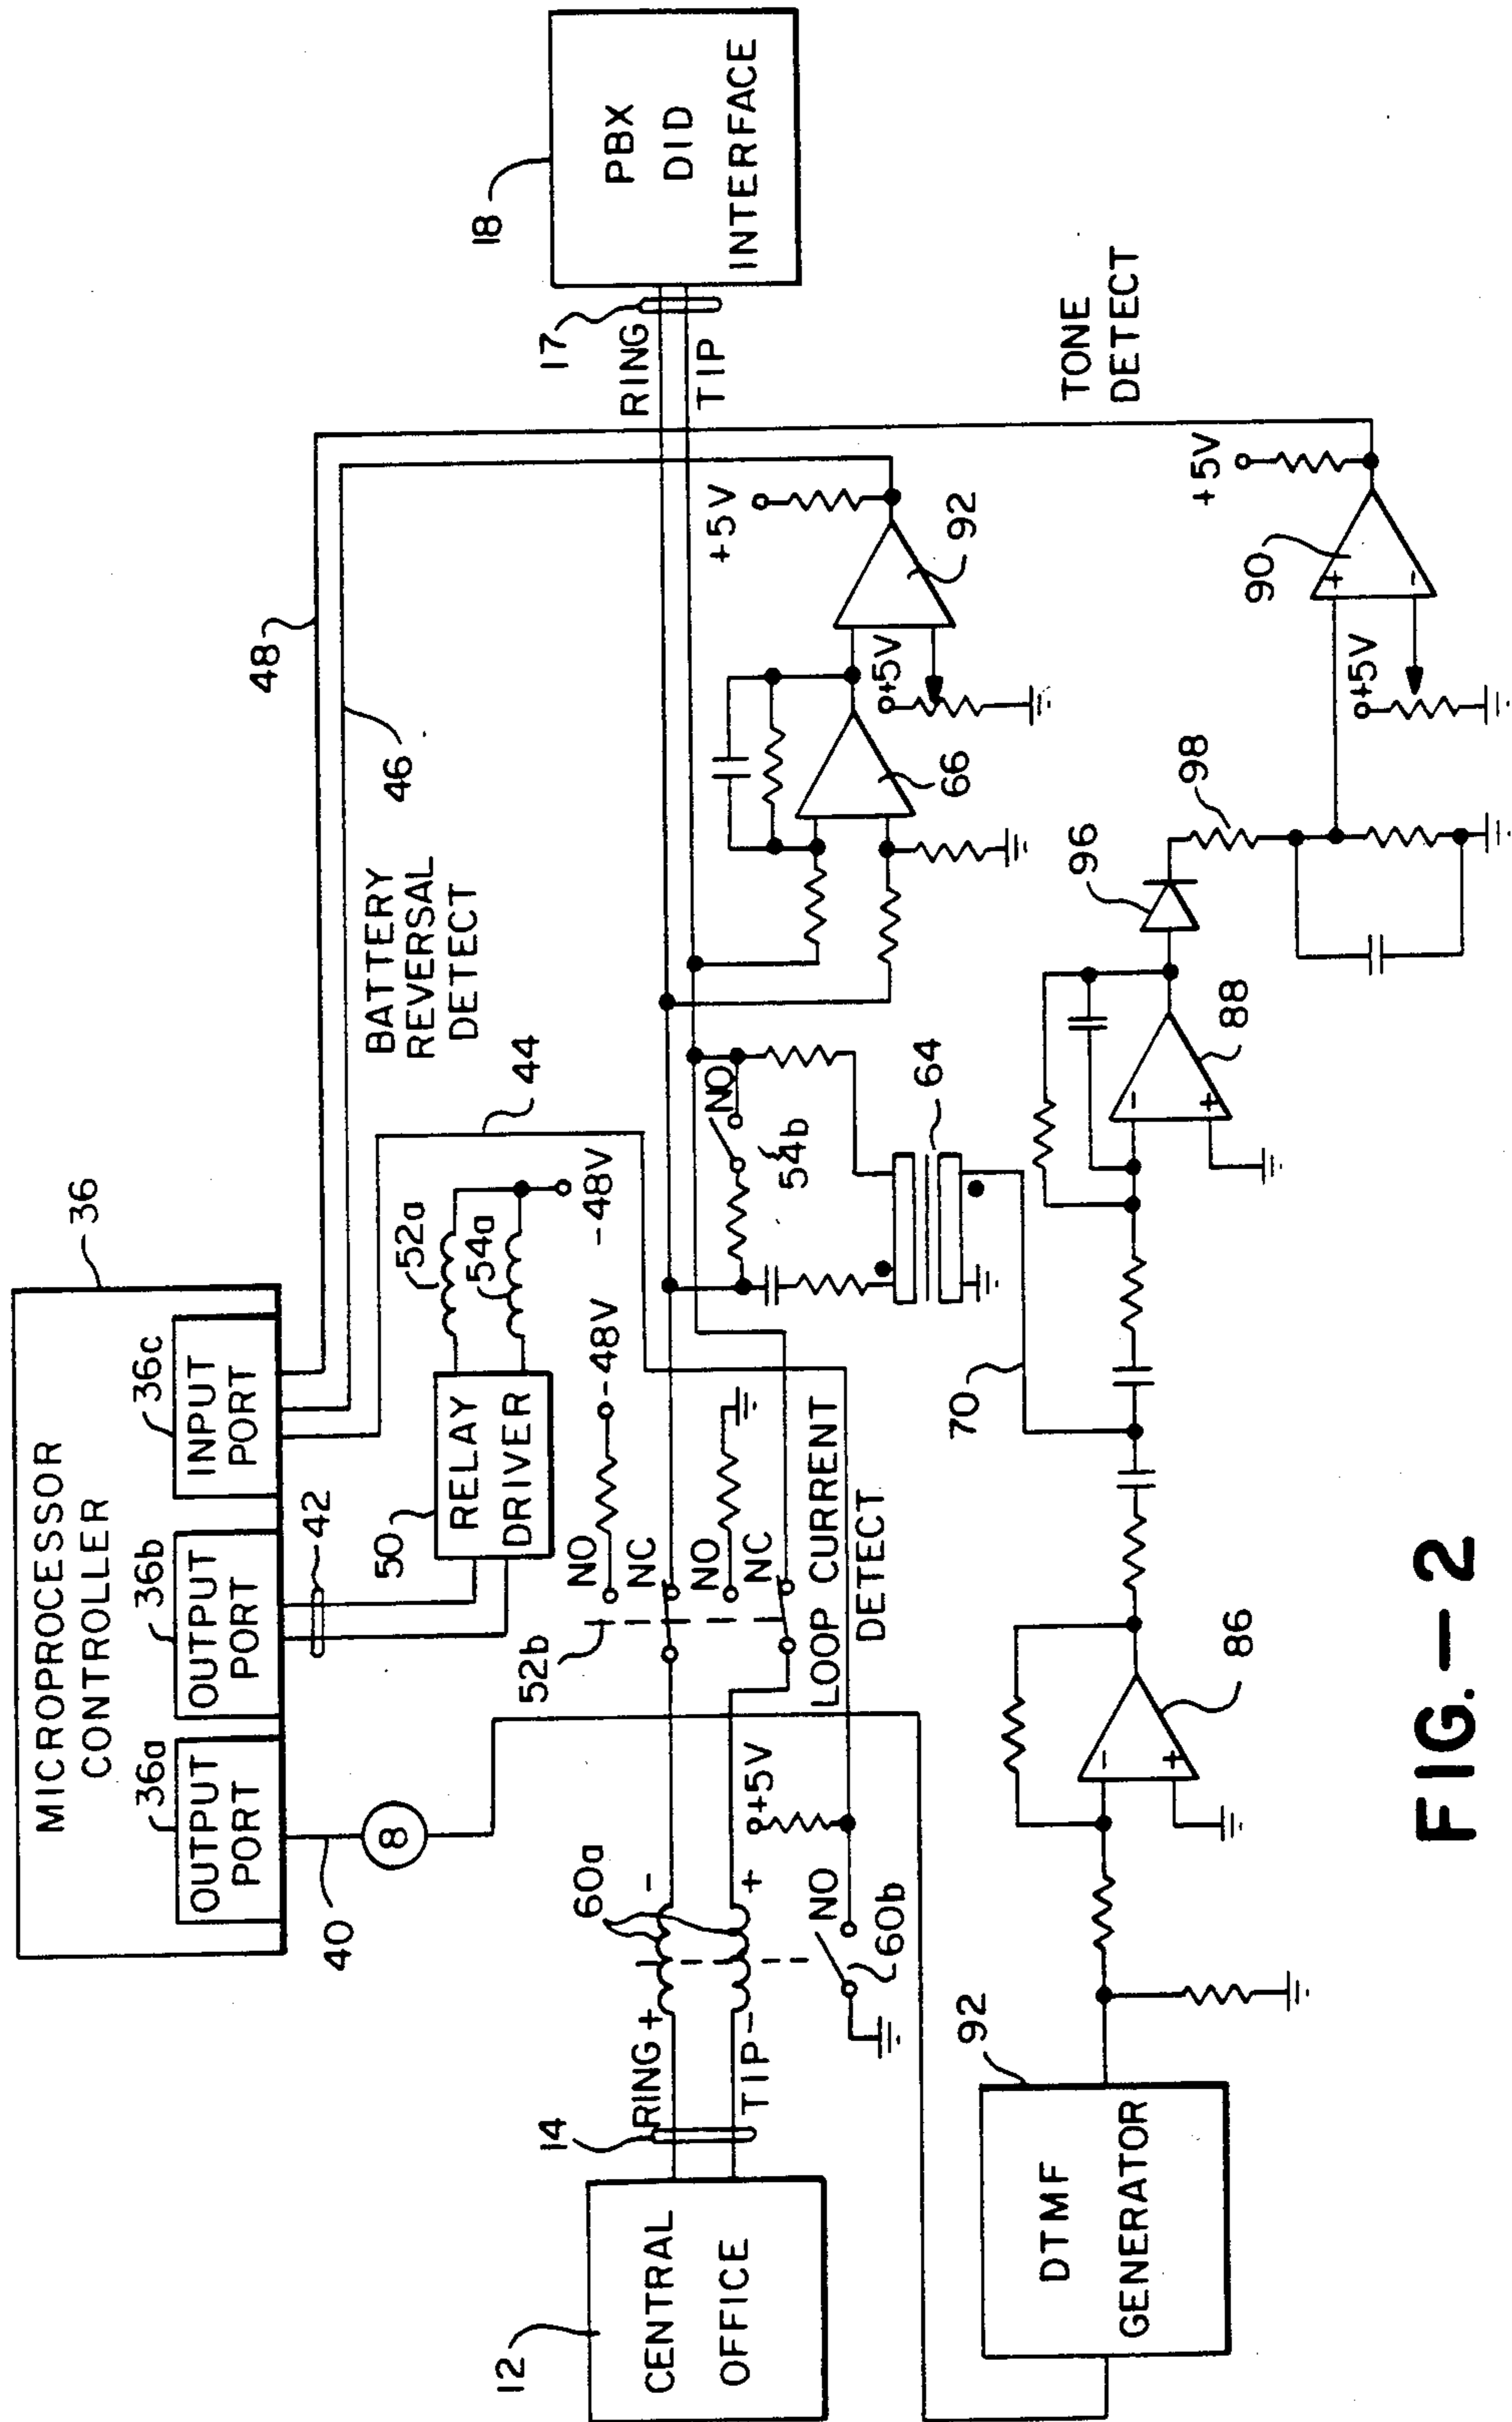 MICROPROCESSOR
CONTROLLER
36
OUTPUT
PORT
36a
OUTPUT
PORT
36b
INPUT
PORT
36c
40
8
42
50
RELAY
DRIVER
52a
54a
-48V
44
BATTERY
REVERSAL
DETECT
46
48
12
CENTRAL
OFFICE
14
RING
+
TIP
-
60a
-
+
+5V
NO
60b
52b
NO
-48V
NC
NO
NC
LOOP CURRENT
DETECT
NO
54b
64
70
66
+5V
+5V
92
RING
TIP
17
18
PBX
DID
INTERFACE
TONE
DETECT
92
DTMF
GENERATOR
-
+
86
-
+
88
96
98
+5V
90
+
-
+5V
FIG.-2